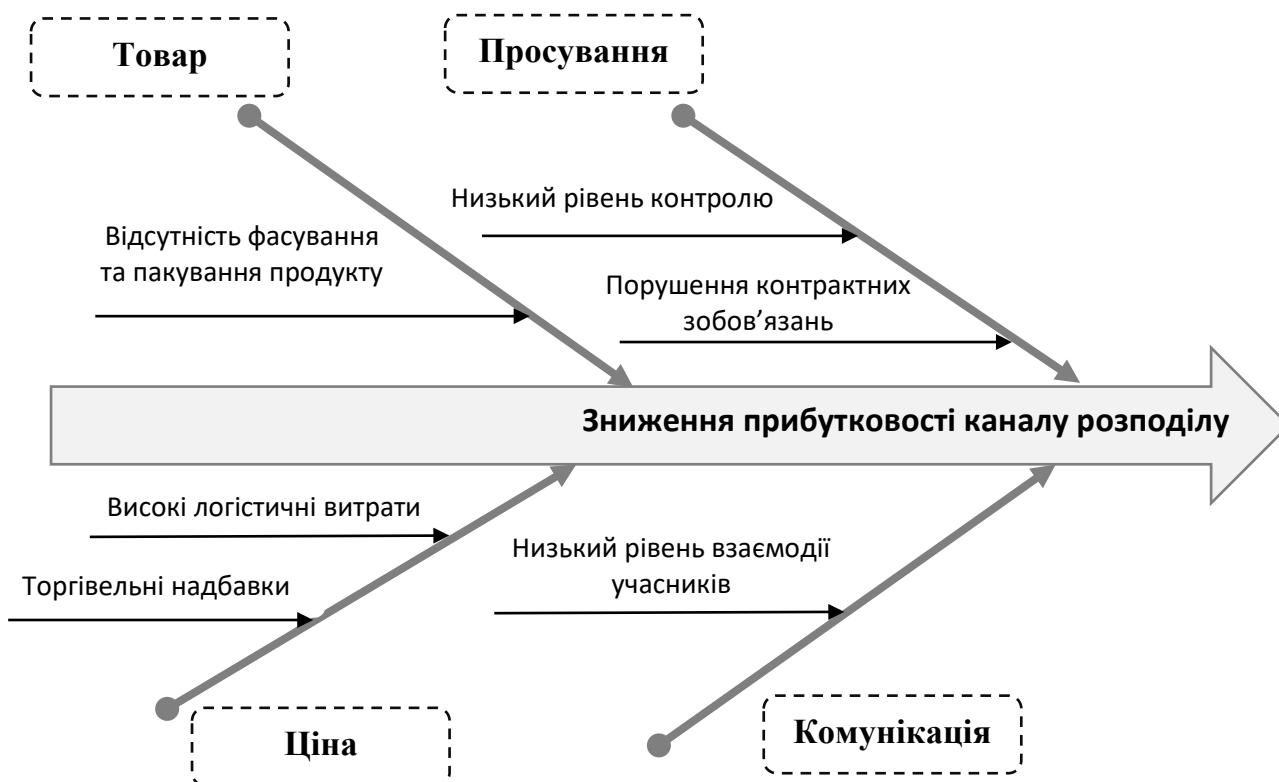 Товар
Просування
Низький рівень контролю
Відсутність фасування
та пакування продукту
Порушення контрактних
зобов’язань
Зниження прибутковості каналу розподілу
Високі логістичні витрати
Низький рівень взаємодії
учасників
Торгівельні надбавки
Ціна
Комунікація